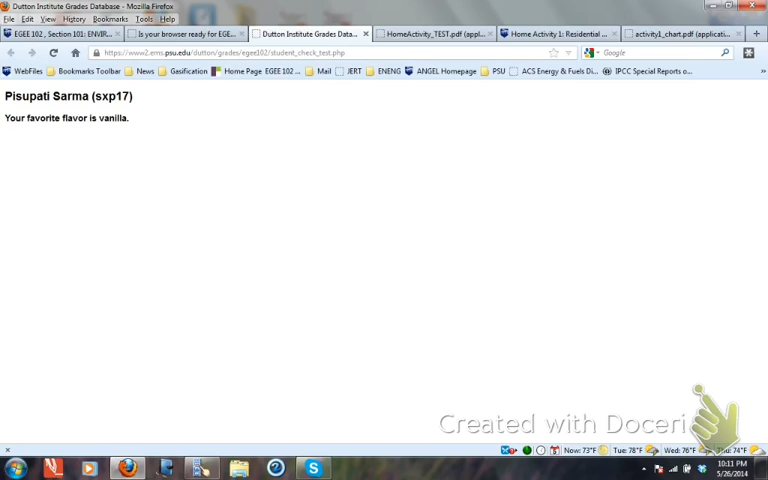 Dutton Institute Grades Database - Mozilla Firefox
File Edit View History Bookmarks Tools Help
EGEE 102 , Section 101: ENVIR... Is your browser ready for EGEE... Dutton Institute Grades Data... HomeActivity_TEST.pdf (appl... Home Activity 1: Residential ... activity1_chart.pdf (applicatio...
https://www2.ems.psu.edu/dutton/grades/egee102/student_check_test.php
Google
WebFiles Bookmarks Toolbar News Gasification Home Page EGEE 102 ... Mail JERT ENENG ANGEL Homepage PSU ACS Energy & Fuels Di... IPCC Special Reports o...
Pisupati Sarma (sxp17)
Your favorite flavor is vanilla.
Created with Doceri
Now: 73°F Tue: 78°F Wed: 76°F Thu: 74°F
10:11 PM
5/26/2014